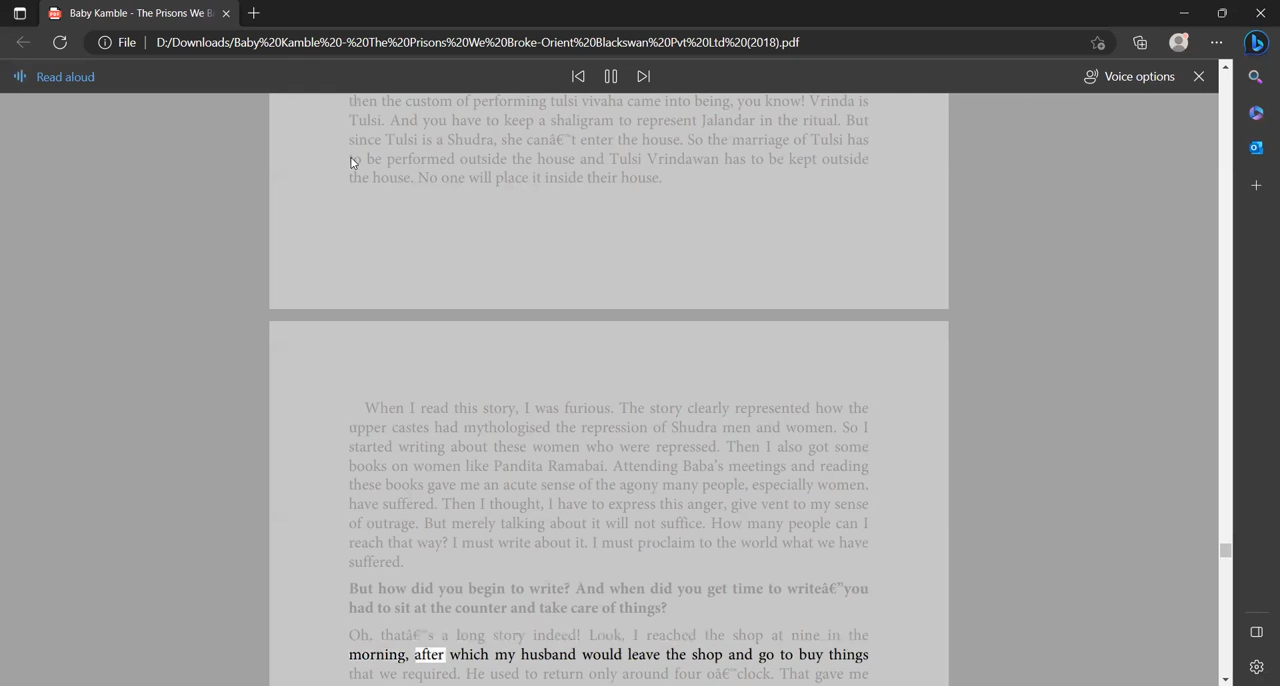 Baby Kamble - The Prisons We B
File
D:/Downloads/Baby%20Kamble%20-%20The%20Prisons%20We%20Broke-Orient%20Blackswan%20Pvt%20Ltd%20(2018).pdf
Read aloud
Voice options
then the custom of performing tulsi vivaha came into being, you know! Vrinda is
Tulsi. And you have to keep a shaligram to represent Jalandar in the ritual. But
since Tulsi is a Shudra, she canâ€™t enter the house. So the marriage of Tulsi has
to be performed outside the house and Tulsi Vrindawan has to be kept outside
the house. No one will place it inside their house.
When I read this story, I was furious. The story clearly represented how the
upper castes had mythologised the repression of Shudra men and women. So I
started writing about these women who were repressed. Then I also got some
books on women like Pandita Ramabai. Attending Baba's meetings and reading
these books gave me an acute sense of the agony many people, especially women,
have suffered. Then I thought, I have to express this anger, give vent to my sense
of outrage. But merely talking about it will not suffice. How many people can I
reach that way? I must write about it. I must proclaim to the world what we have
suffered.
But how did you begin to write? And when did you get time to writeâ€”you
had to sit at the counter and take care of things?
Oh, thatâ€™s a long story indeed! Look, I reached the shop at nine in the
morning, after which my husband would leave the shop and go to buy things
that we required. He used to return only around four oâ€™clock. That gave me